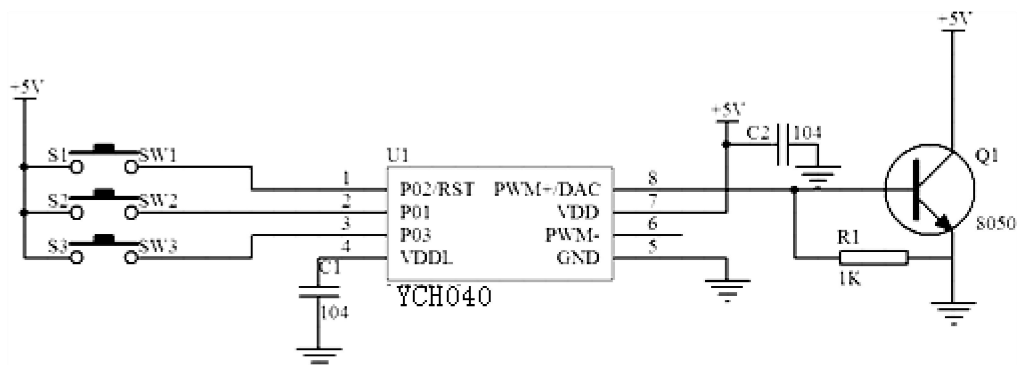 +5V
+5V
+5V
C2 104
S1 SW1
U1
Q1
1 P02/RST PWM+/DAC 8
S2 SW2
2 P01 VDD 7
8050
3 P03 PWM- 6
S3 SW3
4 VDDL GND 5
R1
C1
1K
YCH040
104